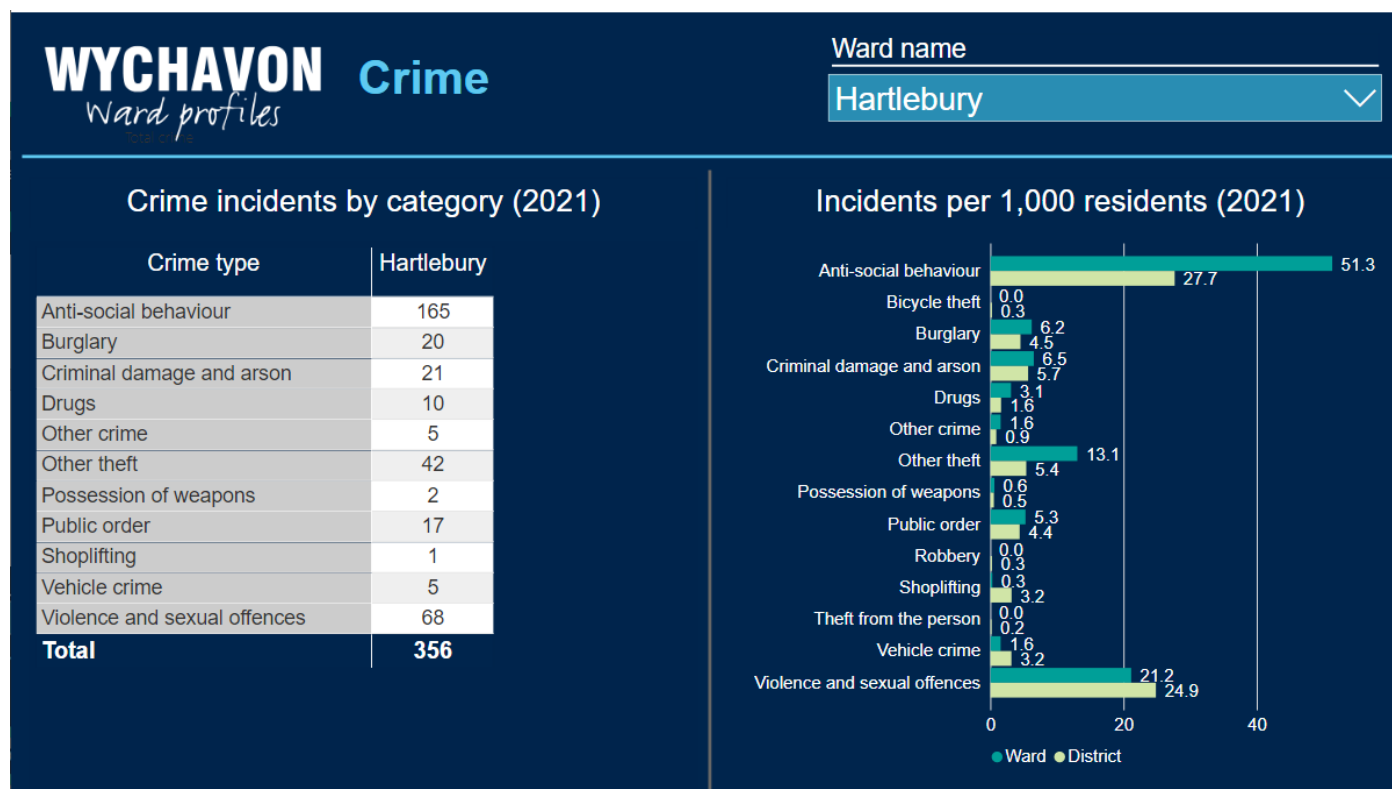 WYCHAVON
Ward profiles
Total crime
Crime
Ward name
Hartlebury
Crime incidents by category (2021)
Crime type Hartlebury
Anti-social behaviour 165
Burglary 20
Criminal damage and arson 21
Drugs 10
Other crime 5
Other theft 42
Possession of weapons 2
Public order 17
Shoplifting 1
Vehicle crime 5
Violence and sexual offences 68
Total 356
Incidents per 1,000 residents (2021)
Anti-social behaviour 51.3
27.7
Bicycle theft 0.0
0.3
Burglary 6.2
4.5
Criminal damage and arson 6.5
5.7
Drugs 3.1
1.6
Other crime 1.6
0.9
Other theft 13.1
5.4
Possession of weapons 0.6
0.5
Public order 5.3
4.4
Robbery 0.0
0.3
Shoplifting 0.3
3.2
Theft from the person 0.0
0.2
Vehicle crime 1.6
3.2
Violence and sexual offences 21.2
24.9
0 20 40
Ward District